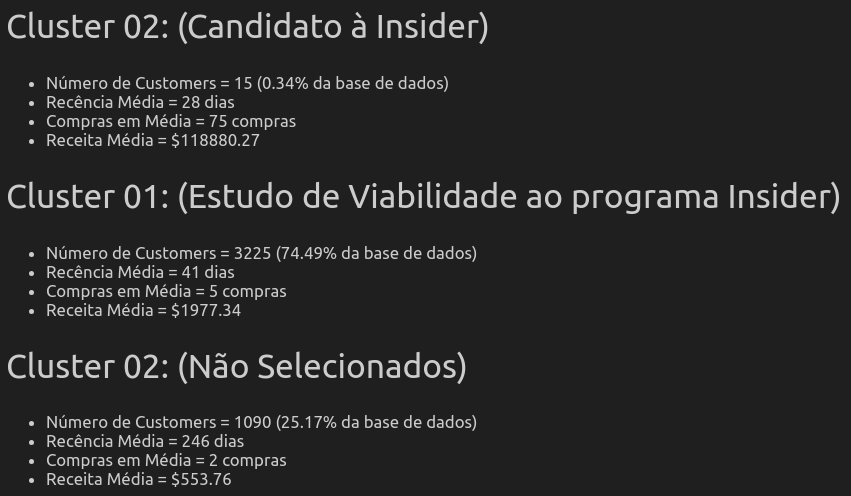 Cluster 02: (Candidato à Insider)
• Número de Customers = 15 (0.34% da base de dados)
• Recência Média = 28 dias
• Compras em Média = 75 compras
• Receita Média = $118880.27
Cluster 01: (Estudo de Viabilidade ao programa Insider)
• Número de Customers = 3225 (74.49% da base de dados)
• Recência Média = 41 dias
• Compras em Média = 5 compras
• Receita Média = $1977.34
Cluster 02: (Não Selecionados)
• Número de Customers = 1090 (25.17% da base de dados)
• Recência Média = 246 dias
• Compras em Média = 2 compras
• Receita Média = $553.76